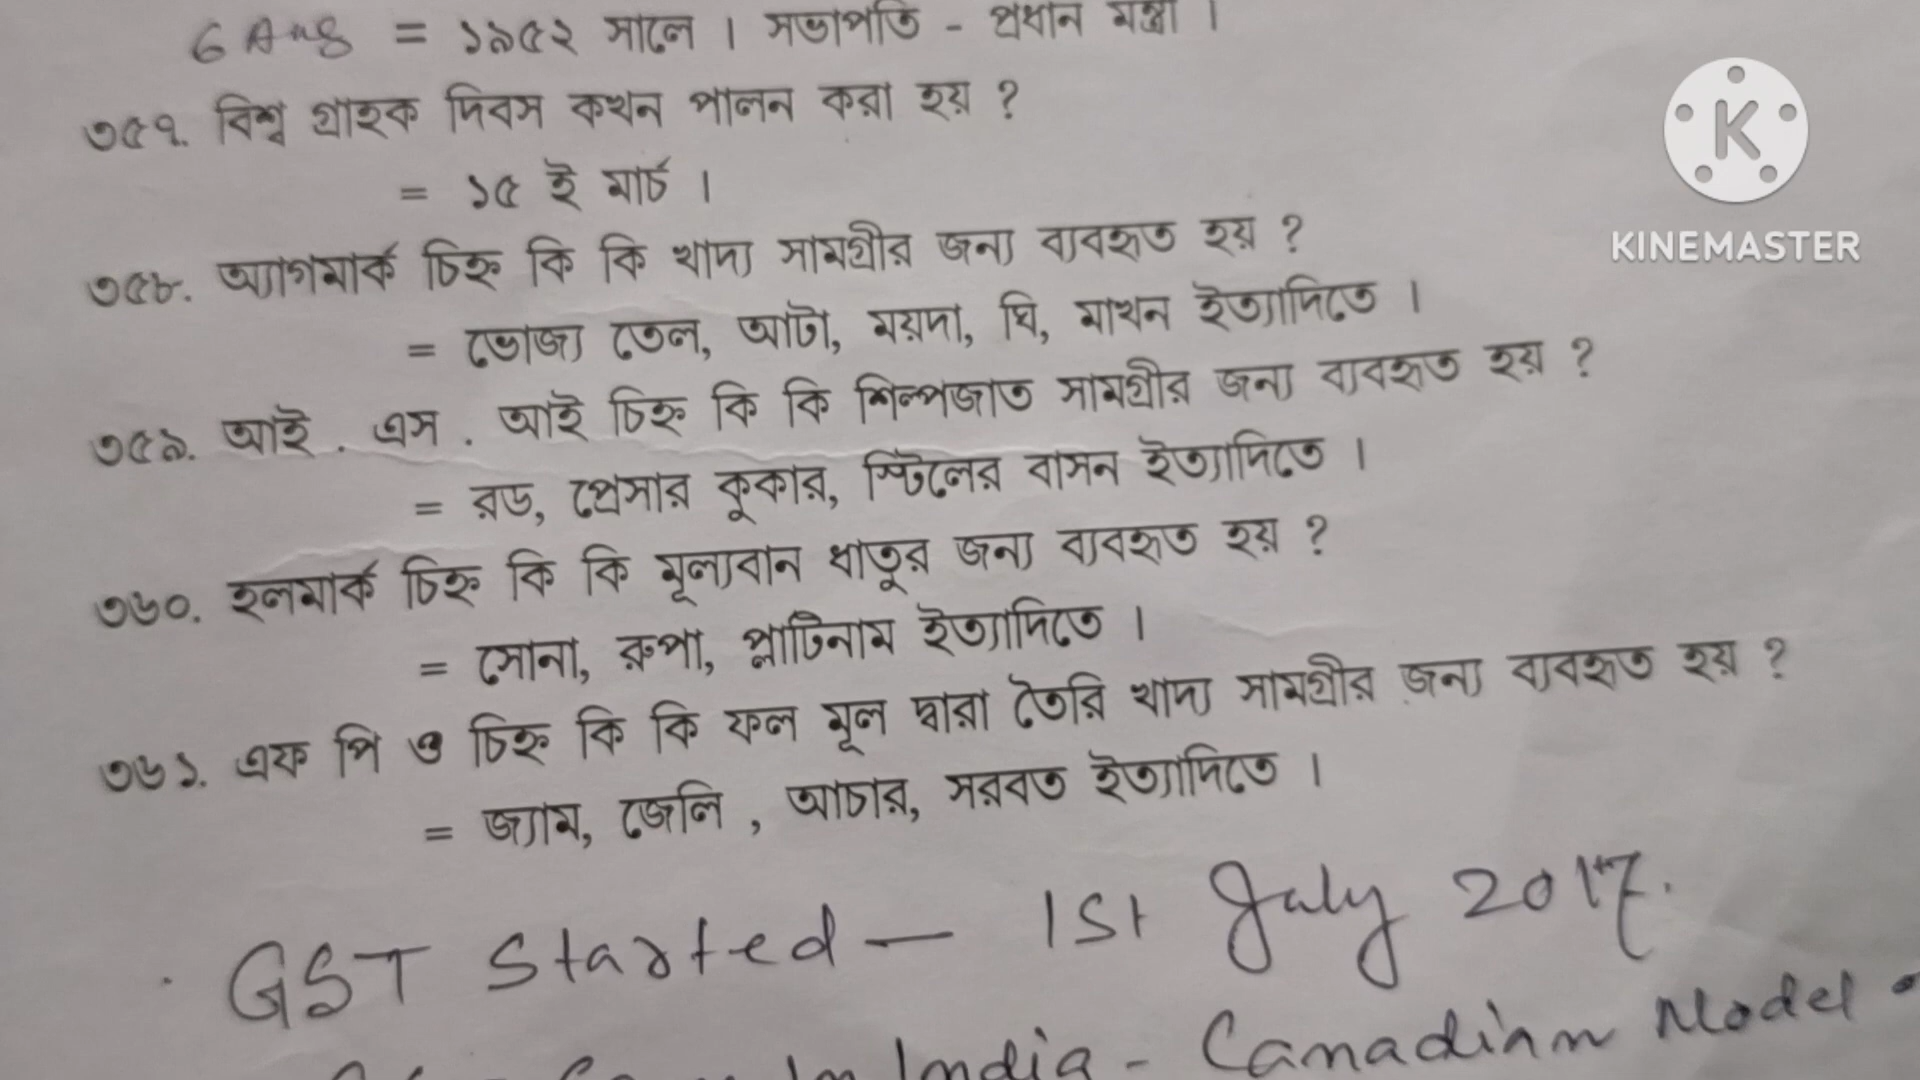 6 Aug = ১৯৫২ সালে । সভাপতি - প্রধান মন্ত্রী ।
৩৫৭. বিশ্ব গ্রাহক দিবস কখন পালন করা হয় ?
= ১৫ ই মার্চ ।
৩৫৮. অ্যাগমার্ক চিহ্ন কি কি খাদ্য সামগ্রীর জন্য ব্যবহৃত হয় ?
= ভোজ্য তেল, আটা, ময়দা, ঘি, মাখন ইত্যাদিতে ।
৩৫৯. আই . এস . আই চিহ্ন কি কি শিল্পজাত সামগ্রীর জন্য ব্যবহৃত হয় ?
= রড, প্রেসার কুকার, স্টিলের বাসন ইত্যাদিতে ।
৩৬০. হলমার্ক চিহ্ন কি কি মূল্যবান ধাতুর জন্য ব্যবহৃত হয় ?
= সোনা, রুপা, প্লাটিনাম ইত্যাদিতে ।
৩৬১. এফ পি ও চিহ্ন কি কি ফল মূল দ্বারা তৈরি খাদ্য সামগ্রীর জন্য ব্যবহৃত হয় ?
= জ্যাম, জেলি , আচার, সরবত ইত্যাদিতে ।
GST Started — 1st July 2017.
In India - Canadian Model
K
KINEMASTER